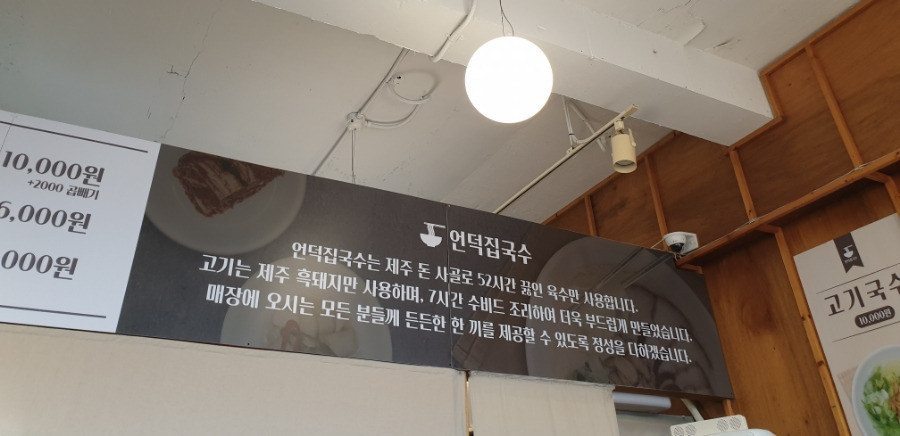 10,000원
+2000 곱빼기
6,000원
,000원
언덕집국수
언덕집국수는 제주 돈 사골로 52시간 끓인 육수만 사용합니다.
고기는 제주 흑돼지만 사용하며, 7시간 수비드 조리하여 더욱 부드럽게 만들었습니다.
매장에 오시는 모든 분들께 든든한 한 끼를 제공할 수 있도록 정성을 다하겠습니다.
고기국수
10,000원